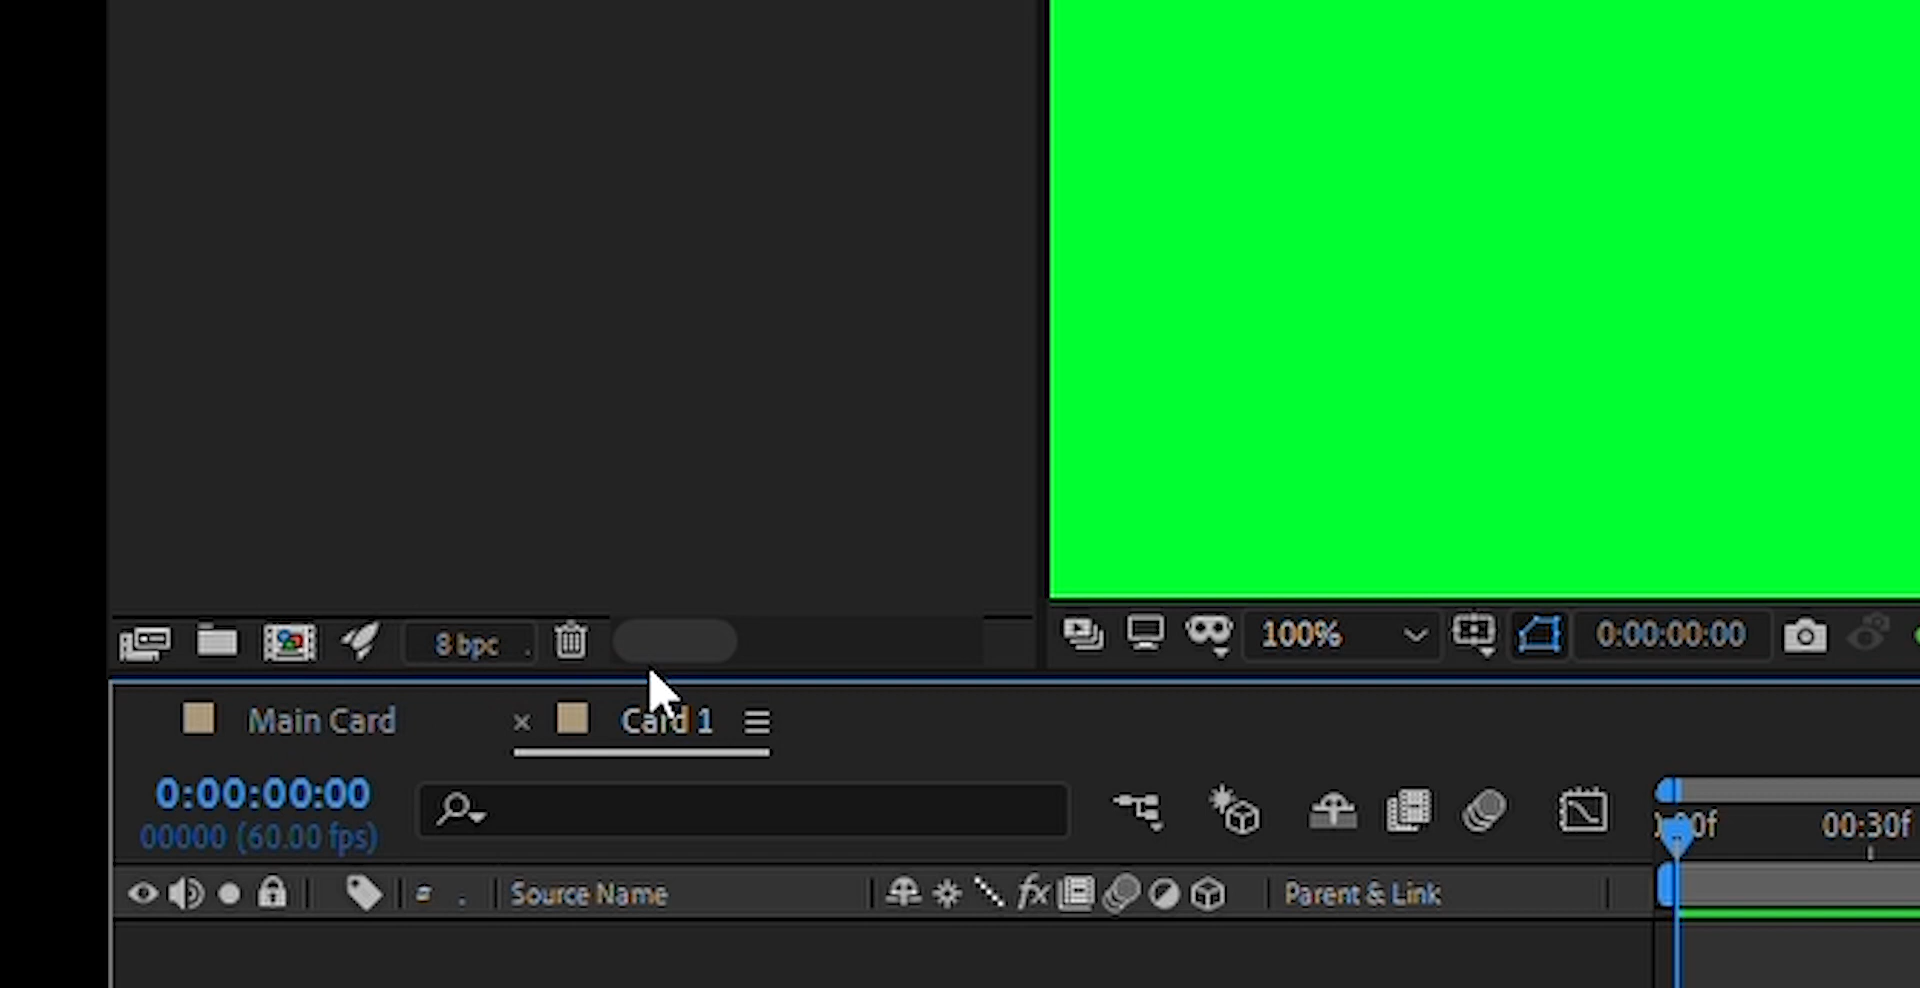 8 bpc
100%
0:00:00:00
Main Card
× Card 1
0:00:00:00
00000 (60.00 fps)
00:30f
# Source Name
fx
Parent & Link